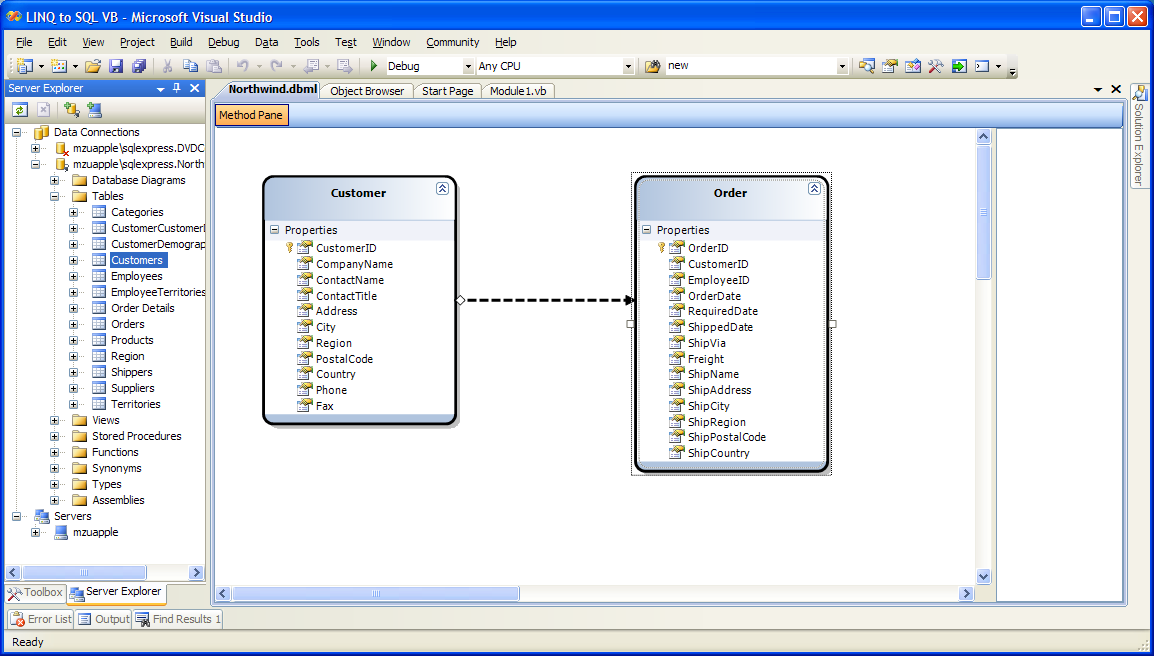 LINQ to SQL VB - Microsoft Visual Studio
File Edit View Project Build Debug Data Tools Test Window Community Help
Debug Any CPU new
Server Explorer
Data Connections
mzuapple\sqlexpress.DVDC
mzuapple\sqlexpress.North
Database Diagrams
Tables
Categories
CustomerCustomerD
CustomerDemograp
Customers
Employees
EmployeeTerritories
Order Details
Orders
Products
Region
Shippers
Suppliers
Territories
Views
Stored Procedures
Functions
Synonyms
Types
Assemblies
Servers
mzuapple
Toolbox Server Explorer
Northwind.dbml Object Browser Start Page Module1.vb
Method Pane
Customer
Properties
CustomerID
CompanyName
ContactName
ContactTitle
Address
City
Region
PostalCode
Country
Phone
Fax
Order
Properties
OrderID
CustomerID
EmployeeID
OrderDate
RequiredDate
ShippedDate
ShipVia
Freight
ShipName
ShipAddress
ShipCity
ShipRegion
ShipPostalCode
ShipCountry
Solution Explorer
Error List Output Find Results 1
Ready